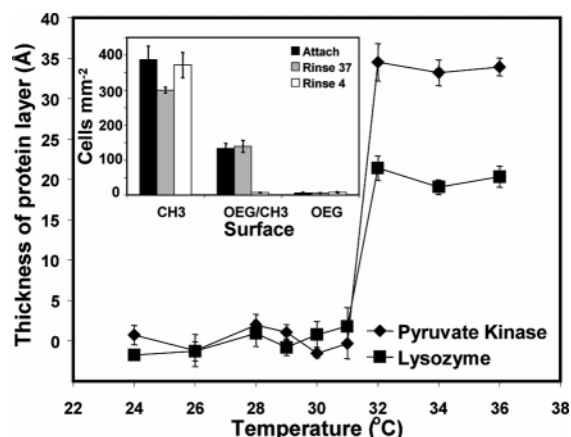 Thickness of protein layer (Å)
40
35
30
25
20
15
10
5
0
-5
22 24 26 28 30 32 34 36 38
Temperature (°C)
Pyruvate Kinase
Lysozyme
Cells mm-2
400
300
200
100
0
CH3 OEG/CH3 OEG
Surface
Attach
Rinse 37
Rinse 4